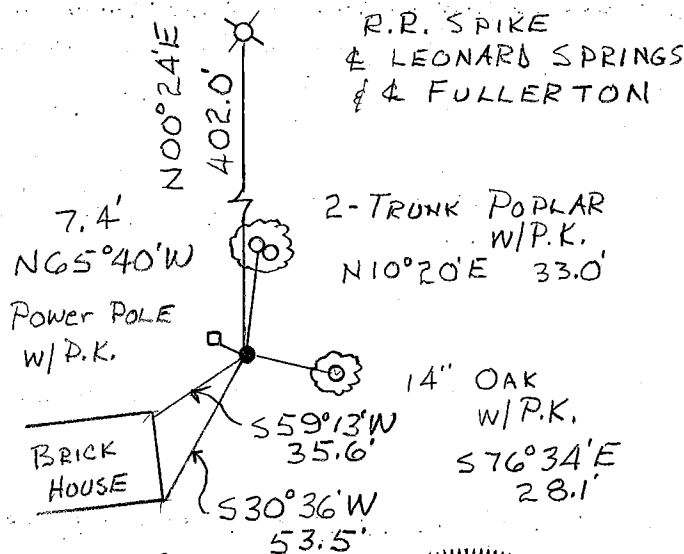 R.R. SPIKE
℄ LEONARD SPRINGS
& ℄ FULLERTON
N00°24'E
402.0'
7.4'
N65°40'W
POWER POLE
W/P.K.
2-TRUNK POPLAR
W/P.K.
N10°20'E 33.0'
14" OAK
W/P.K.
S76°34'E
28.1'
S59°13'W
35.6'
BRICK
HOUSE
S30°36'W
53.5'